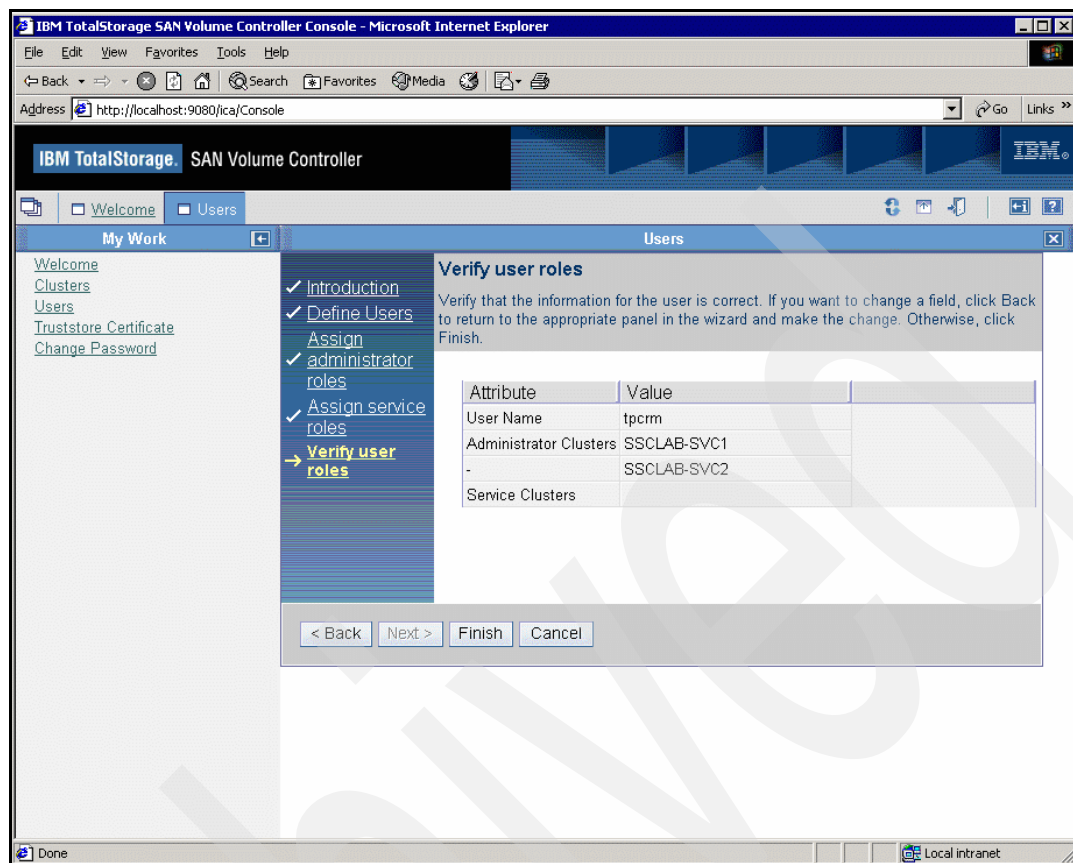 IBM TotalStorage SAN Volume Controller Console - Microsoft Internet Explorer
File Edit View Favorites Tools Help
Back Search Favorites Media
Address http://localhost:9080/ica/Console Go Links »
IBM TotalStorage. SAN Volume Controller IBM®
Welcome Users
My Work Users
Welcome
Clusters
Users
Truststore Certificate
Change Password
Introduction
Define Users
Assign
administrator
roles
Assign service
roles
Verify user
roles
Verify user roles
Verify that the information for the user is correct. If you want to change a field, click Back
to return to the appropriate panel in the wizard and make the change. Otherwise, click
Finish.
Attribute Value
User Name tpcrm
Administrator Clusters SSCLAB-SVC1
- SSCLAB-SVC2
Service Clusters
< Back Next > Finish Cancel
Done Local intranet